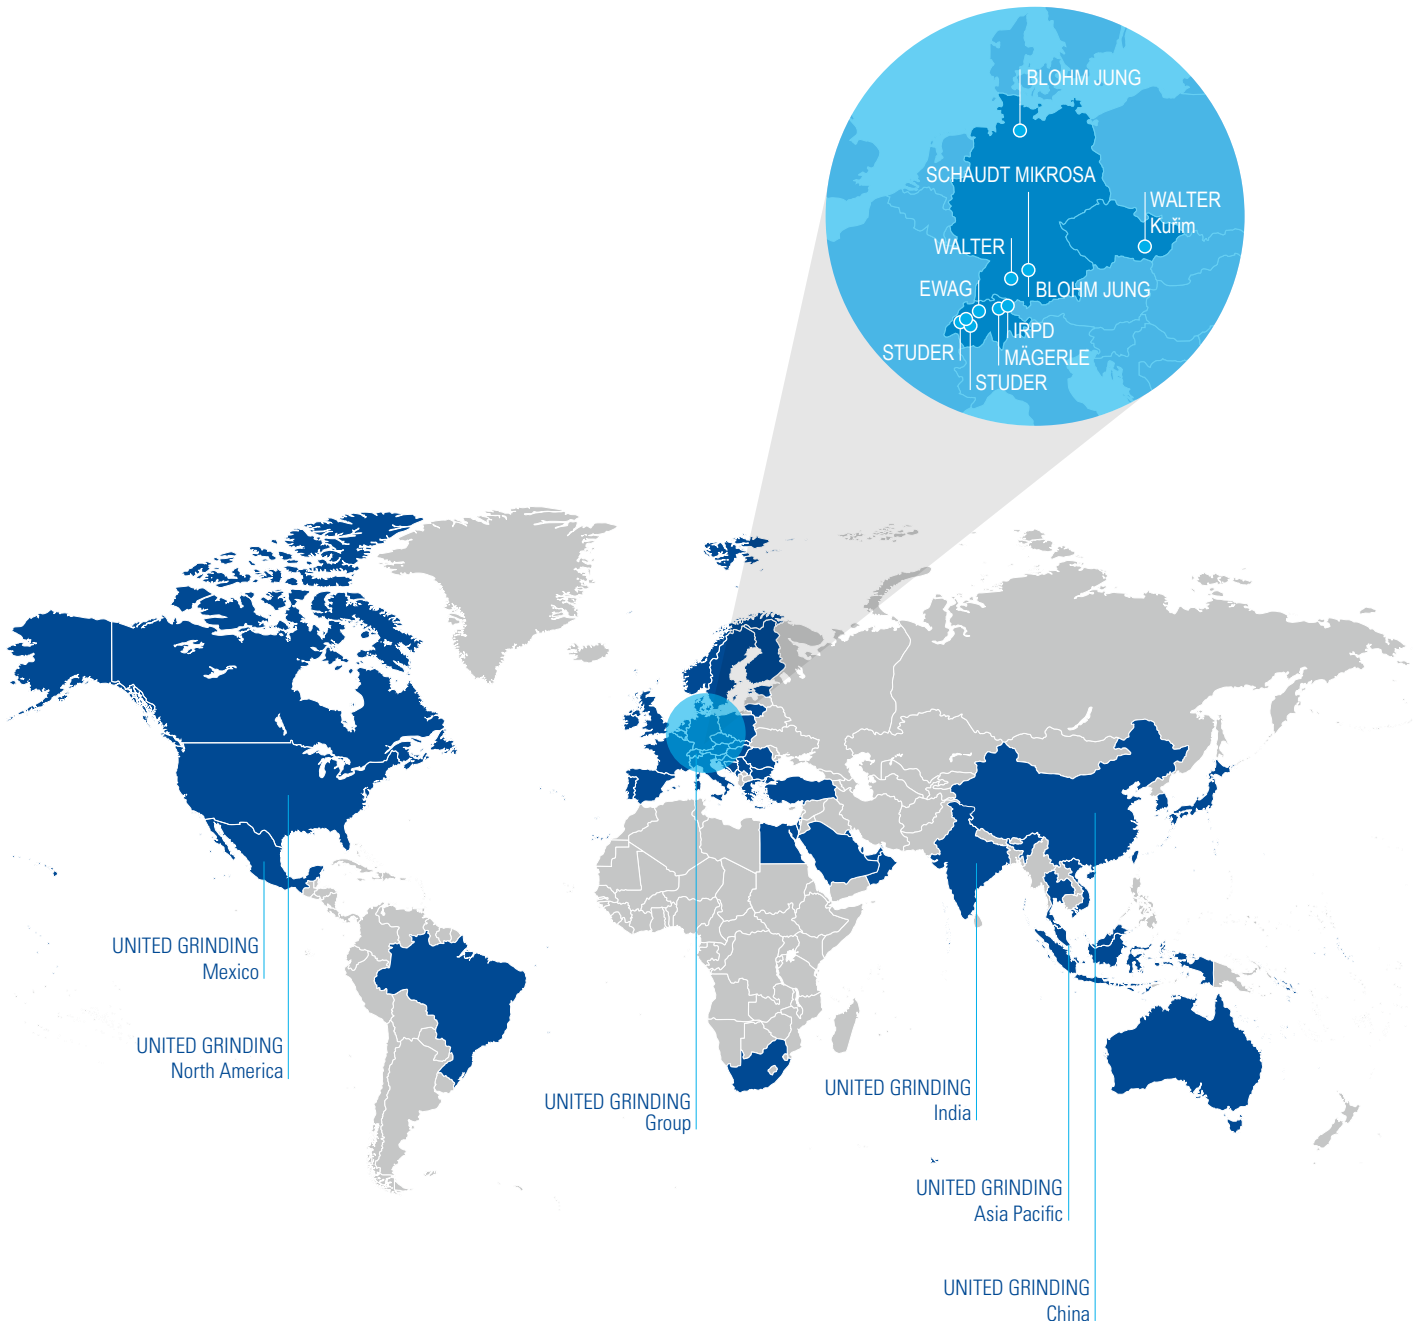 BLOHM JUNG
SCHAUDT MIKROSA
WALTER
Kuřim
WALTER
EWAG
BLOHM JUNG
IRPD
STUDER
MÄGERLE
STUDER
UNITED GRINDING
Mexico
UNITED GRINDING
North America
UNITED GRINDING
Group
UNITED GRINDING
India
UNITED GRINDING
Asia Pacific
UNITED GRINDING
China